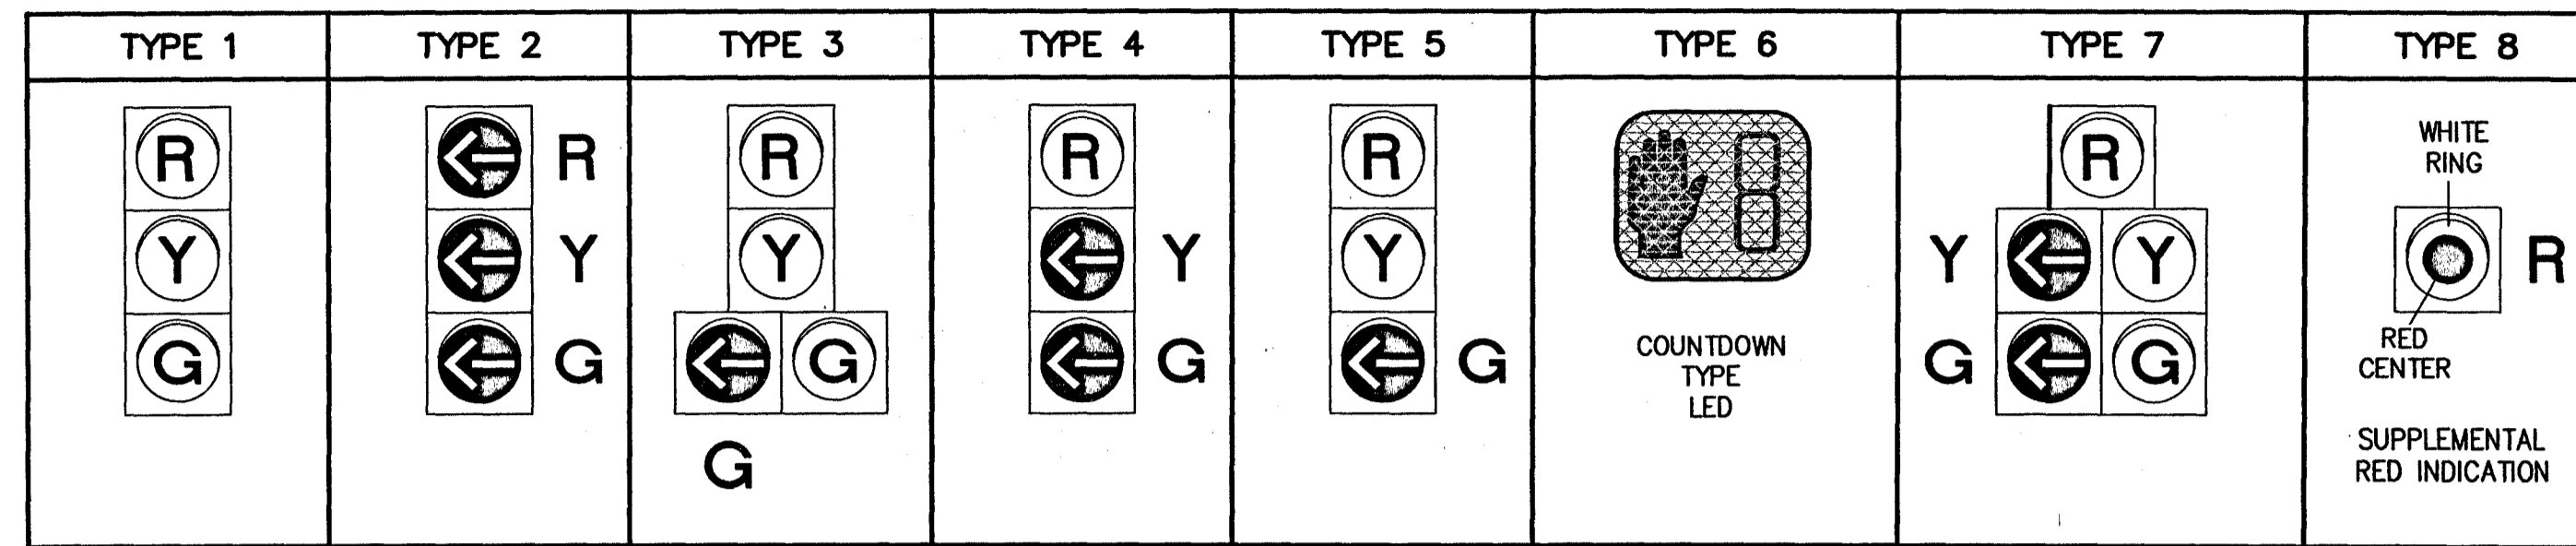 TYPE 1
R
Y
G
TYPE 2
R
Y
G
TYPE 3
R
Y
G
G
TYPE 4
R
Y
G
TYPE 5
R
Y
G
TYPE 6
COUNTDOWN
TYPE
LED
TYPE 7
R
Y Y
G G
TYPE 8
WHITE
RING
R
RED
CENTER
SUPPLEMENTAL
RED INDICATION